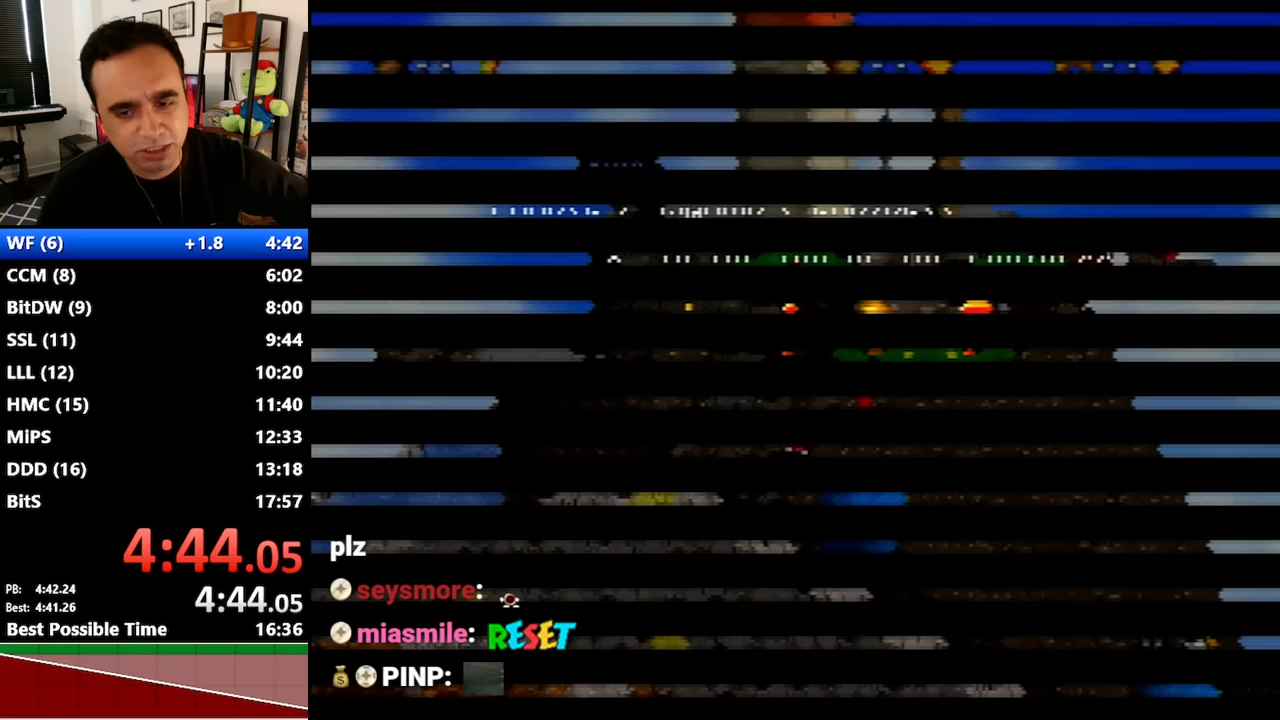 WF (6) +1.8 4:42
CCM (8) 6:02
BitDW (9) 8:00
SSL (11) 9:44
LLL (12) 10:20
HMC (15) 11:40
MiPS 12:33
DDD (16) 13:18
BitS 17:57
4:44.05
PB: 4:42.24
Best: 4:41.26
4:44.05
Best Possible Time 16:36
plz
seysmore:
miasmile: RESET
PINP: